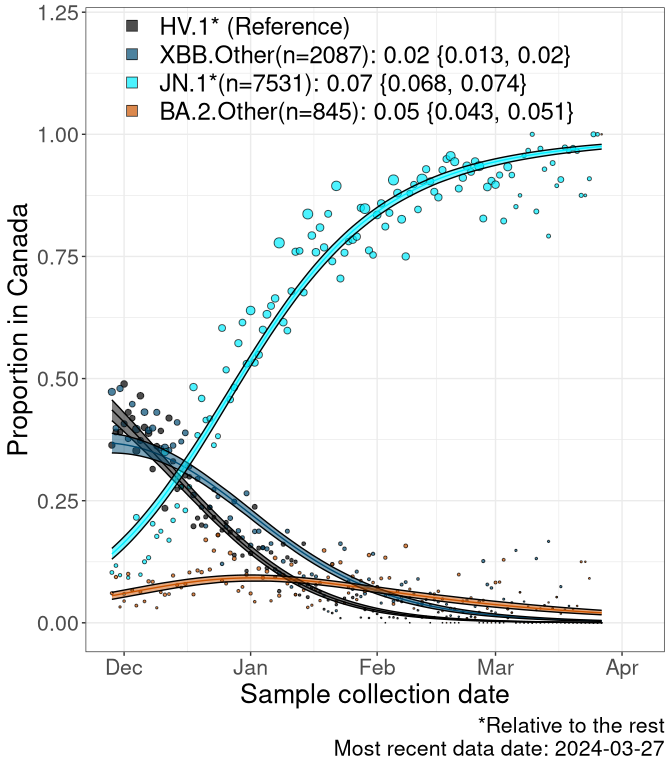 1.25
HV.1* (Reference)
XBB.Other(n=2087): 0.02 {0.013, 0.02}
JN.1*(n=7531): 0.07 {0.068, 0.074}
BA.2.Other(n=845): 0.05 {0.043, 0.051}
1.00
0.75
0.50
0.25
0.00
Proportion in Canada
Dec Jan Feb Mar Apr
Sample collection date
*Relative to the rest
Most recent data date: 2024-03-27